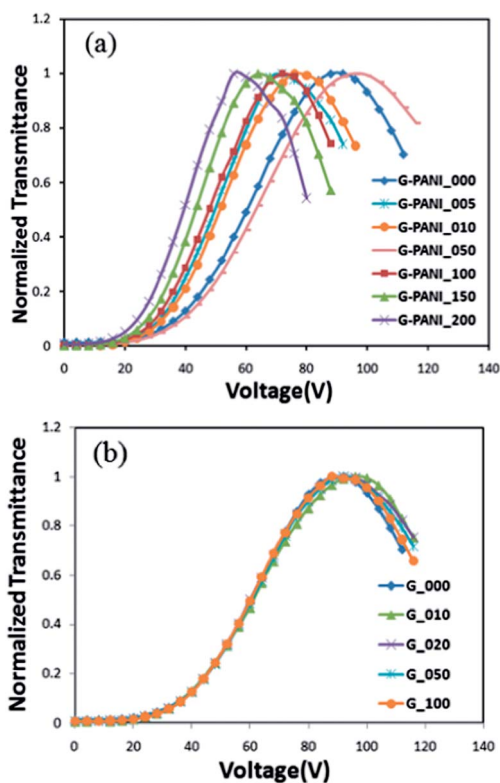 (a)
Normalized Transmittance
1.2
1
0.8
0.6
0.4
0.2
0
0 20 40 60 80 100 120 140
Voltage(V)
G-PANI_000
G-PANI_005
G-PANI_010
G-PANI_050
G-PANI_100
G-PANI_150
G-PANI_200
(b)
Normalized Transmittance
1.2
1
0.8
0.6
0.4
0.2
0
0 20 40 60 80 100 120 140
Voltage(V)
G_000
G_010
G_020
G_050
G_100